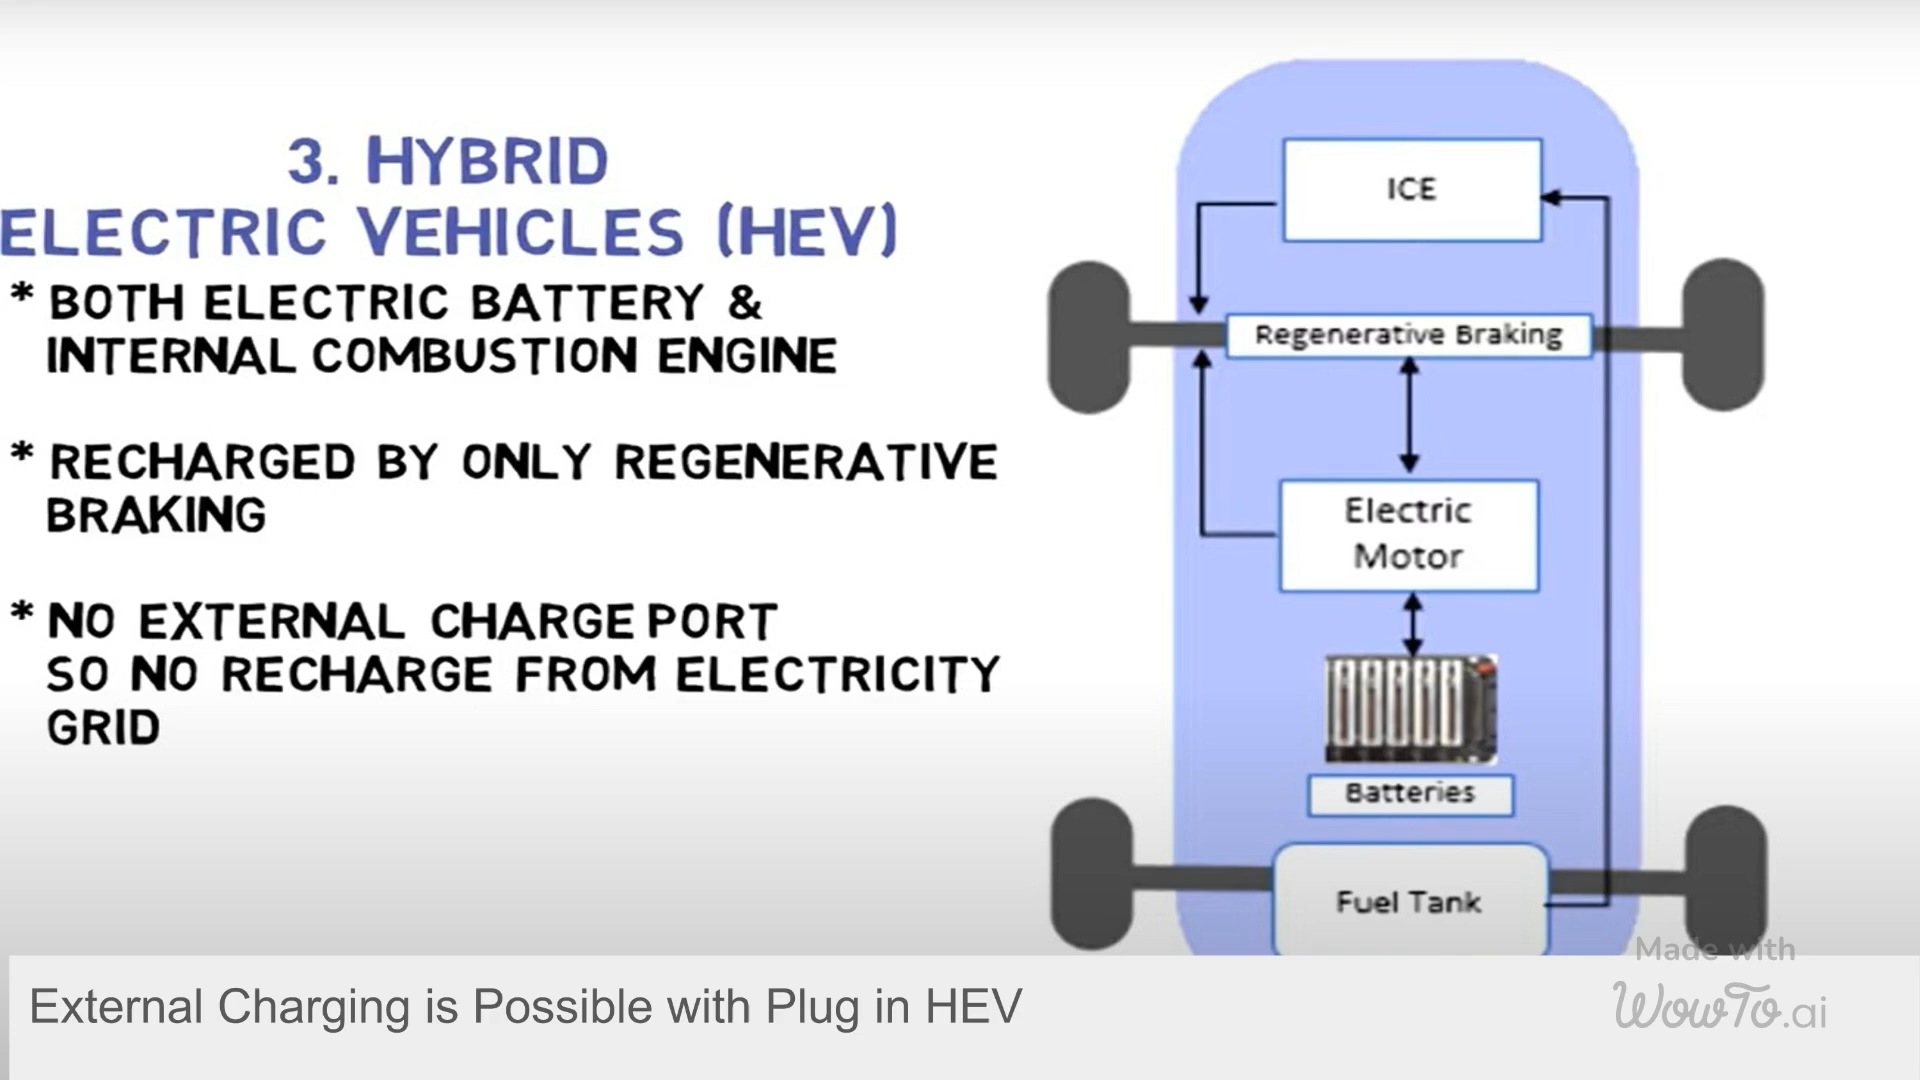 3. HYBRID
ELECTRIC VEHICLES (HEV)
* BOTH ELECTRIC BATTERY &
INTERNAL COMBUSTION ENGINE
* RECHARGED BY ONLY REGENERATIVE
BRAKING
* NO EXTERNAL CHARGE PORT
SO NO RECHARGE FROM ELECTRICITY
GRID
ICE
Regenerative Braking
Electric
Motor
Batteries
Fuel Tank
External Charging is Possible with Plug in HEV
Made with
WowTo.ai